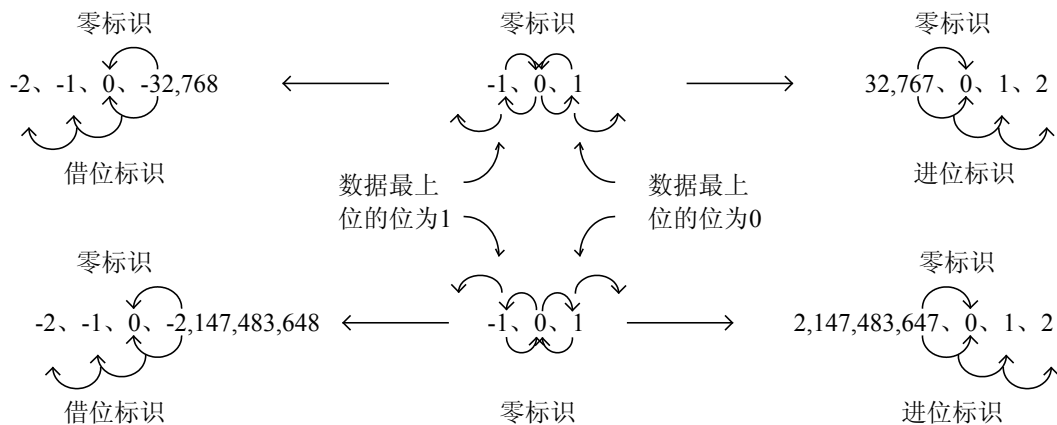 零标识
零标识
零标识
-2、-1、0、-32,768
-1、0、1
32,767、0、1、2
借位标识
进位标识
数据最上
位的位为1
数据最上
位的位为0
零标识
零标识
-2、-1、0、-2,147,483,648
-1、0、1
2,147,483,647、0、1、2
借位标识
零标识
进位标识